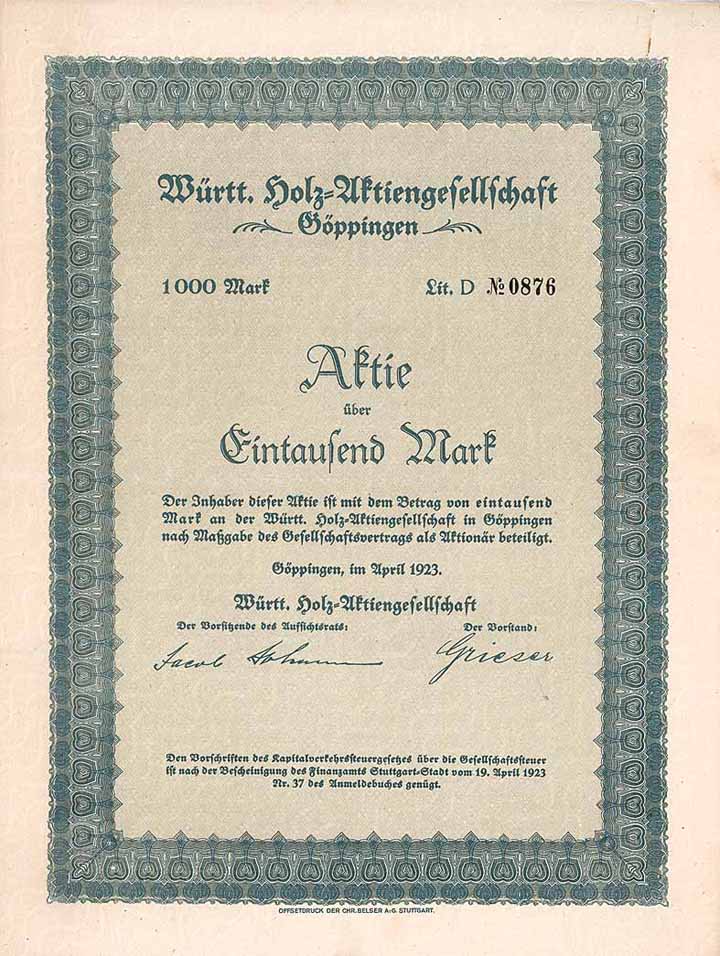 Württ. Holz-Aktiengesellschaft
Göppingen
1000 Mark Lit. D № 0876
Aktie
über
Eintausend Mark
Der Inhaber dieser Aktie ist mit dem Betrag von eintausend
Mark an der Württ. Holz-Aktiengesellschaft in Göppingen
nach Maßgabe des Gesellschaftsvertrags als Aktionär beteiligt.
Göppingen, im April 1923.
Württ. Holz-Aktiengesellschaft
Der Vorsitzende des Aufsichtsrats: Der Vorstand:
Jacob Grieser
Den Vorschriften des Kapitalverkehrssteuergesetzes über die Gesellschaftssteuer
ist nach der Bescheinigung des Finanzamts Stuttgart-Stadt vom 19. April 1923
Nr. 37 des Anmeldebuches genügt.
OFFSETDRUCK DER CHR. BELSER A.-G. STUTTGART.